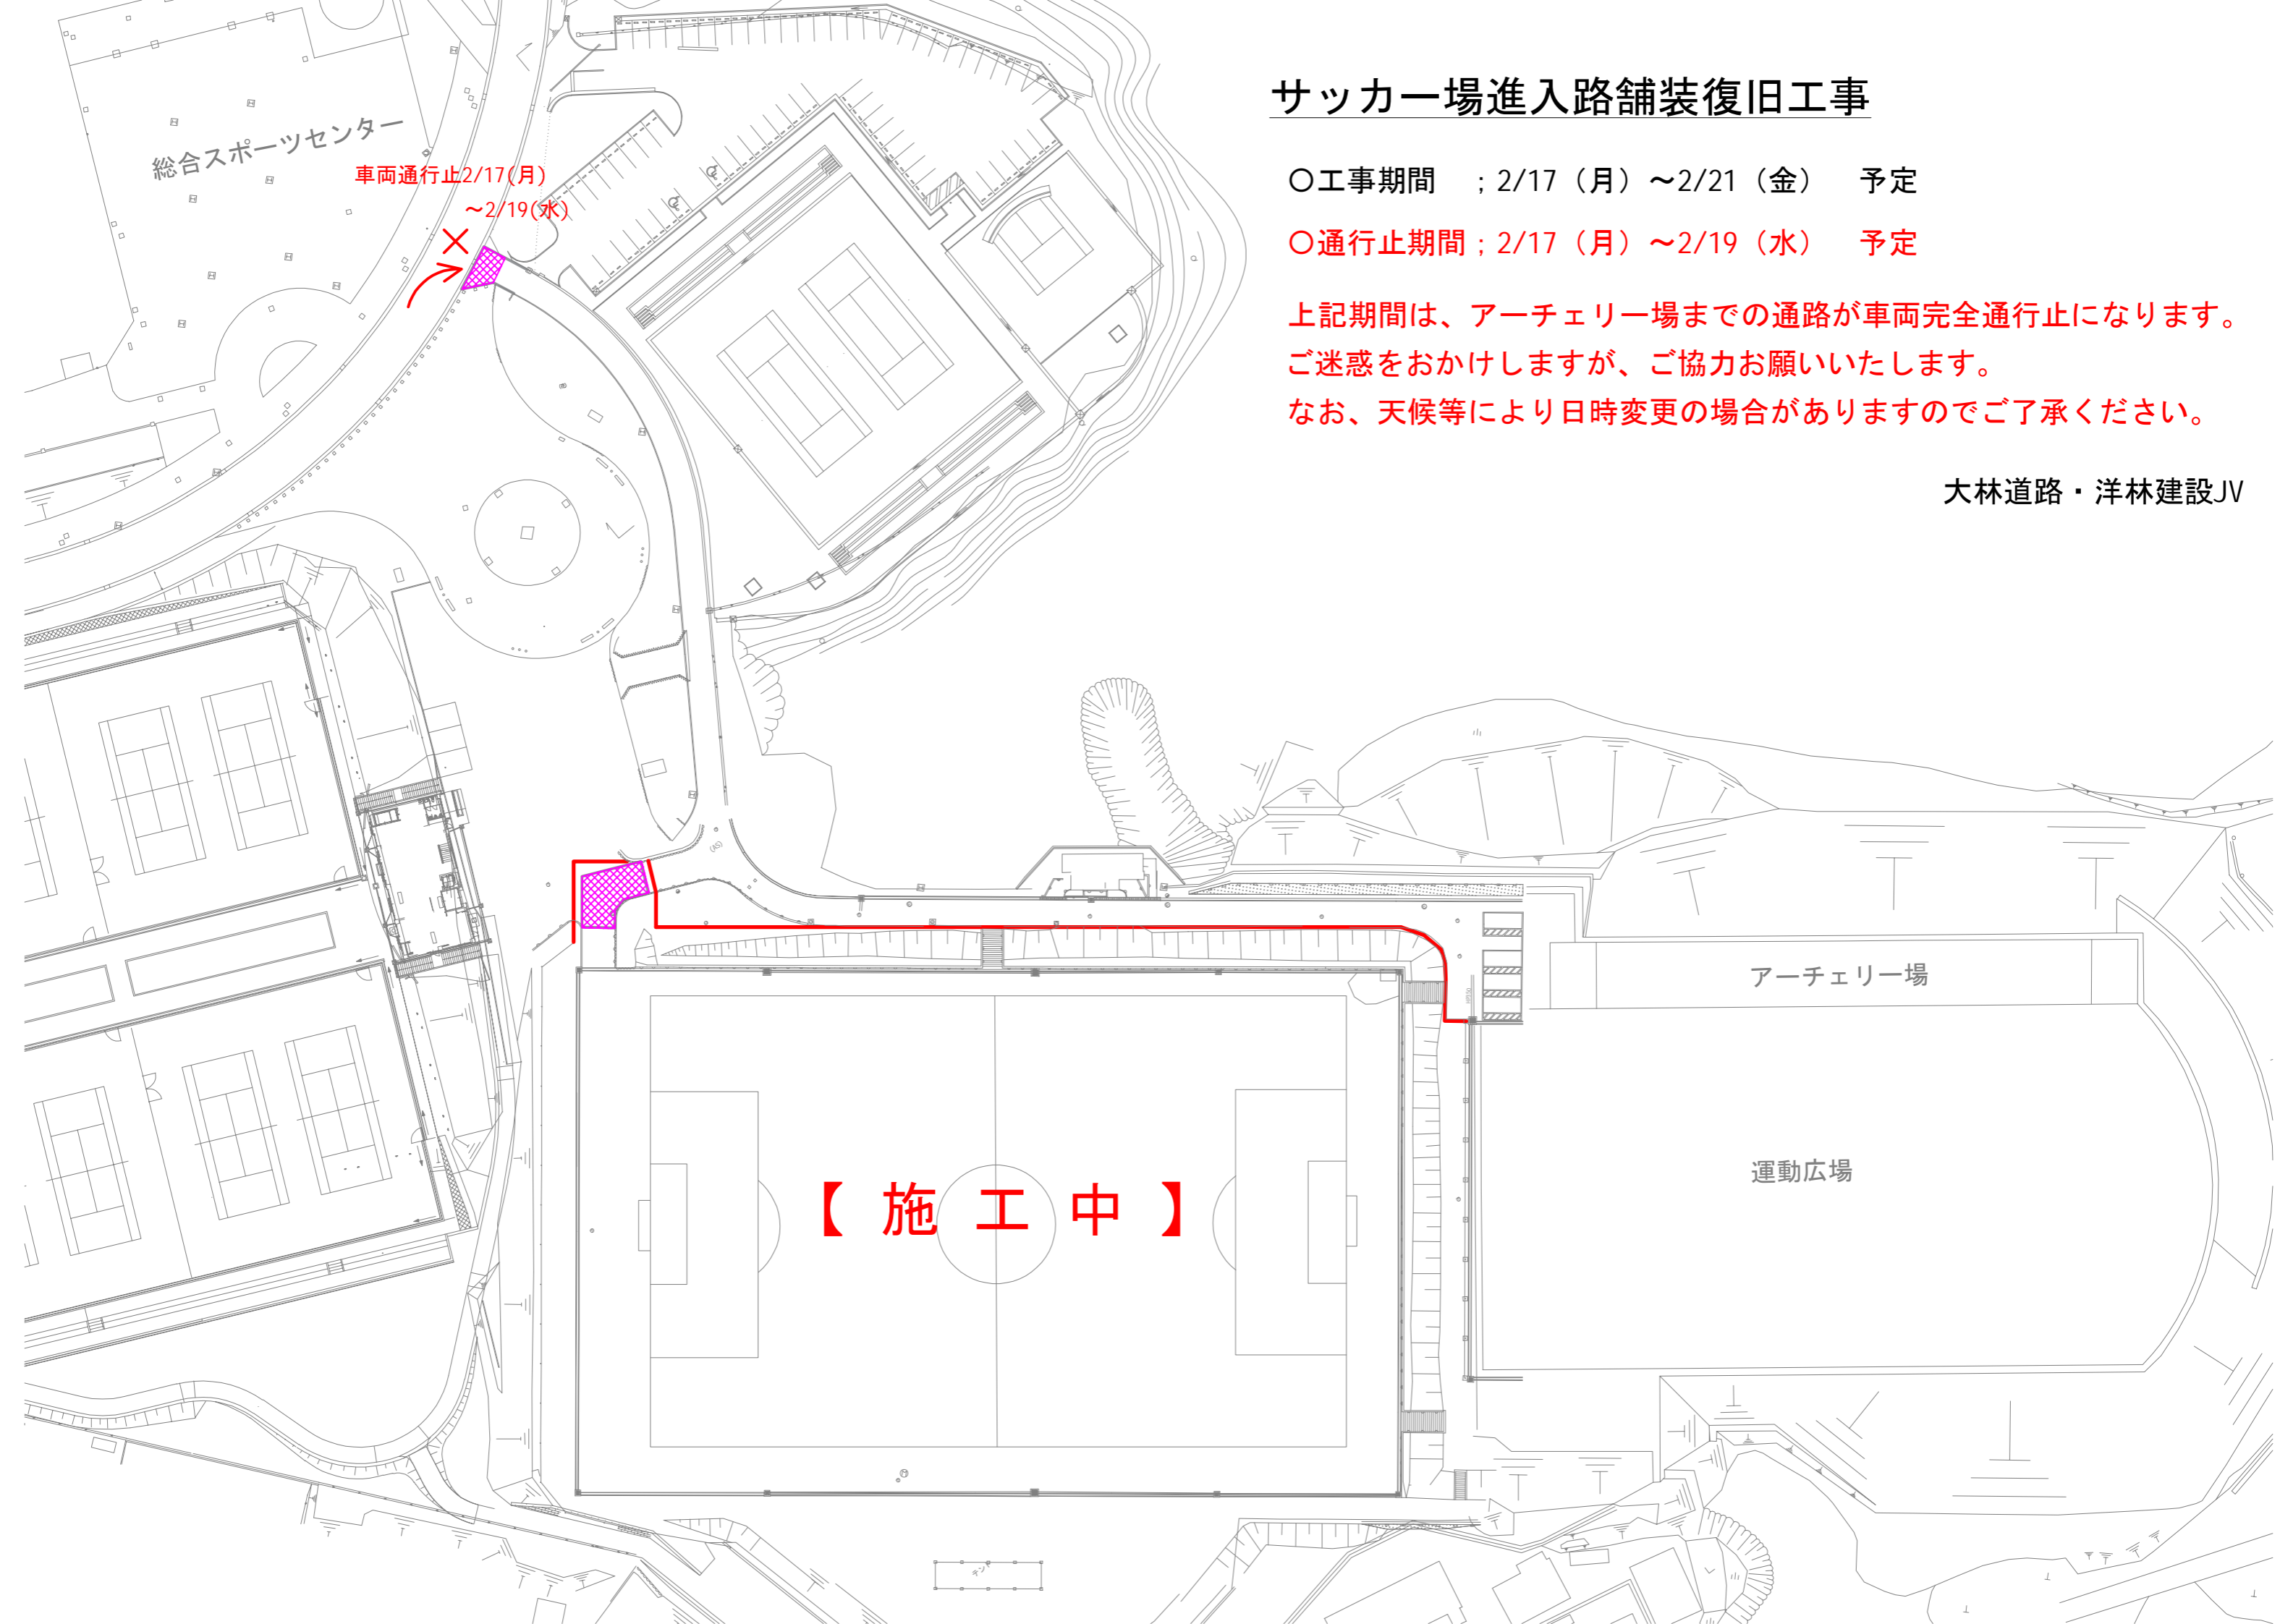 サッカー場進入路舗装復旧工事
○工事期間 ；2/17（月）～2/21（金） 予定
○通行止期間；2/17（月）～2/19（水） 予定
上記期間は、アーチェリー場までの通路が車両完全通行止になります。
ご迷惑をおかけしますが、ご協力お願いいたします。
なお、天候等により日時変更の場合がありますのでご了承ください。
大林道路・洋林建設JV
総合スポーツセンター
車両通行止2/17(月)
～2/19(水)
(AS)
アーチェリー場
運動広場
【 施 工 中 】